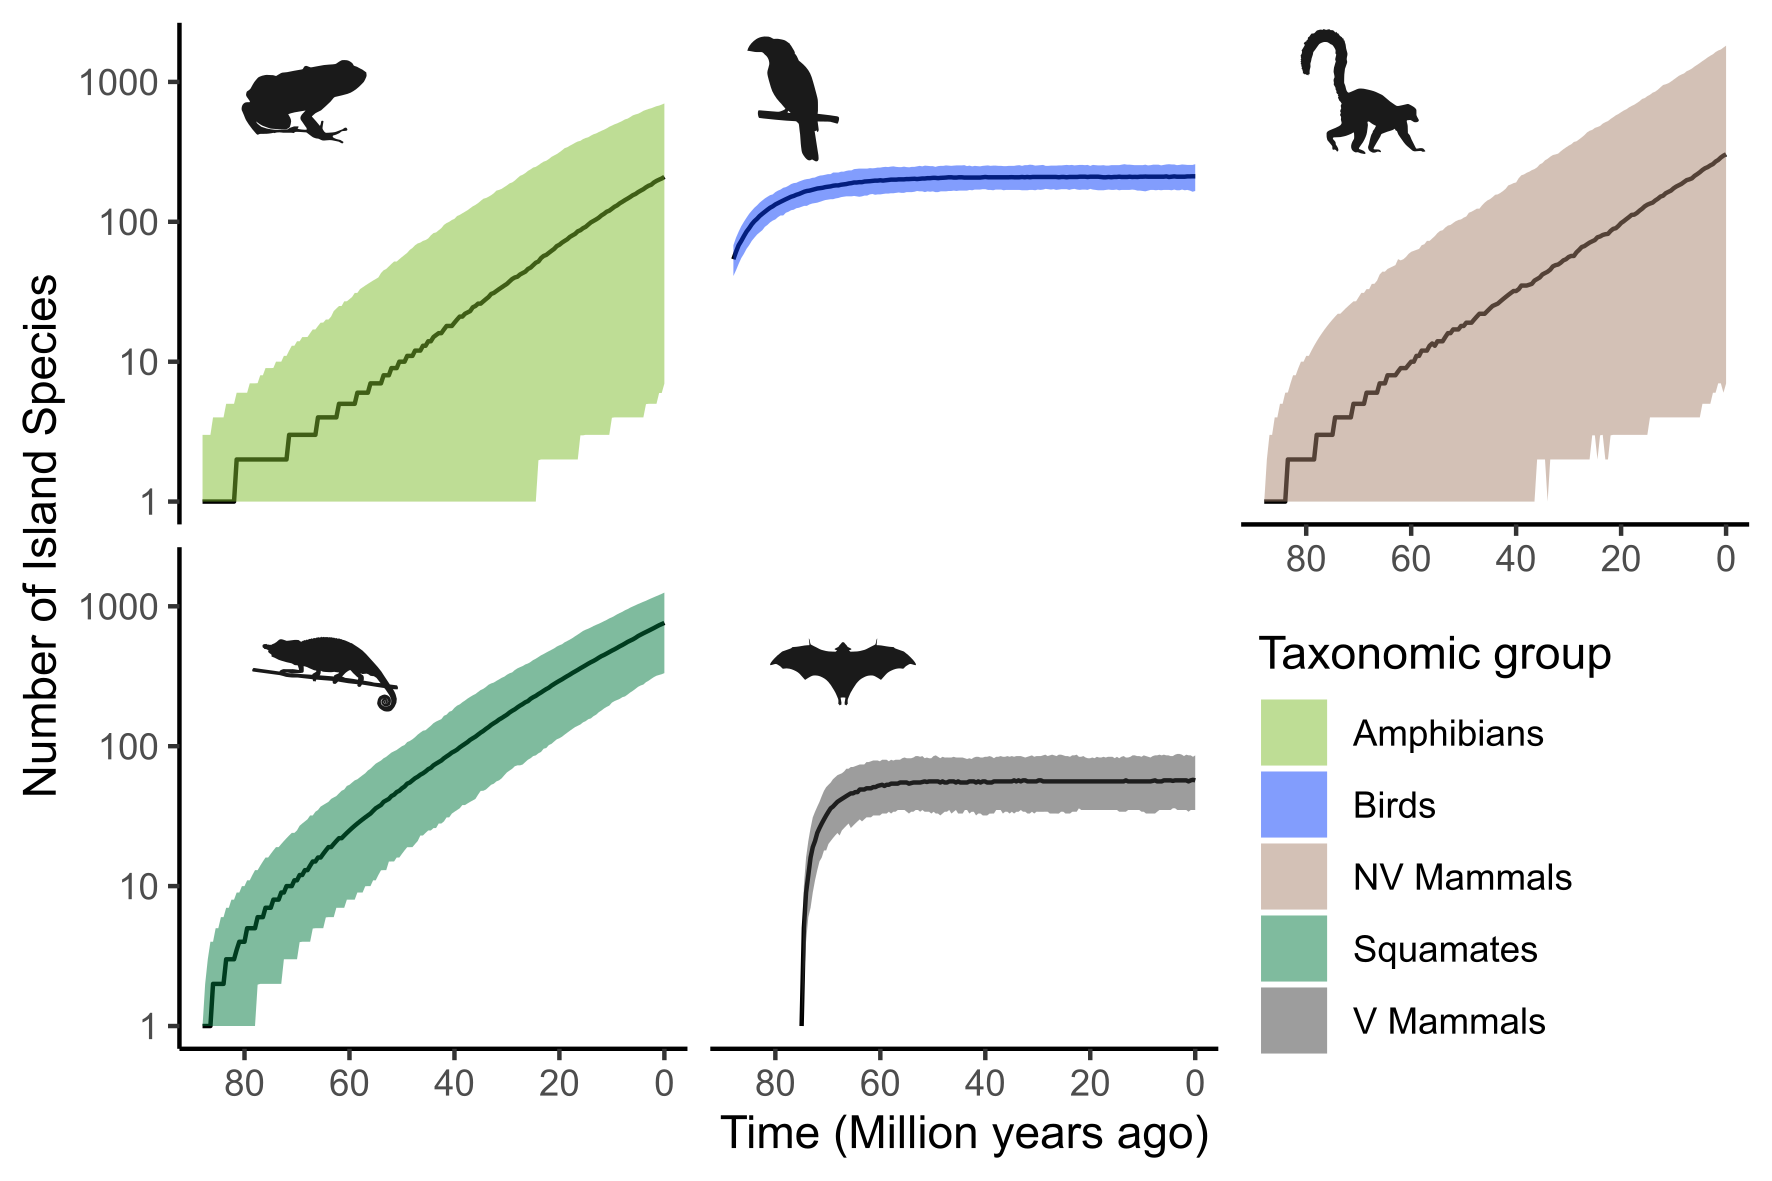 Number of Island Species
1000
100
10
1
80 60 40 20 0
1000
100
10
1
80 60 40 20 0
80 60 40 20 0
Time (Million years ago)
Taxonomic group
Amphibians
Birds
NV Mammals
Squamates
V Mammals